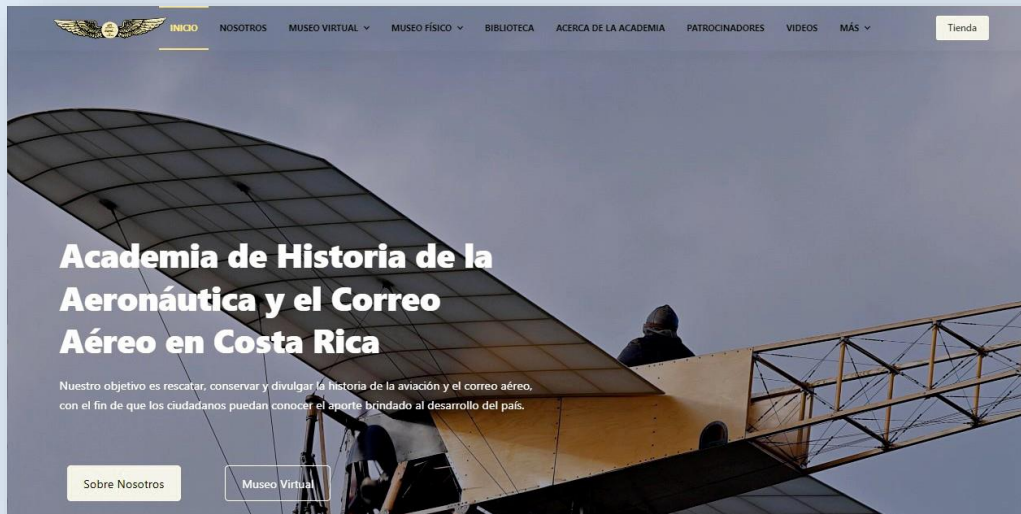 INICIO NOSOTROS MUSEO VIRTUAL MUSEO FÍSICO BIBLIOTECA ACERCA DE LA ACADEMIA PATROCINADORES VIDEOS MÁS Tienda
Academia de Historia de la
Aeronáutica y el Correo
Aéreo en Costa Rica
Nuestro objetivo es rescatar, conservar y divulgar la historia de la aviación y el correo aéreo,
con el fin de que los ciudadanos puedan conocer el aporte brindado al desarrollo del país.
Sobre Nosotros Museo Virtual